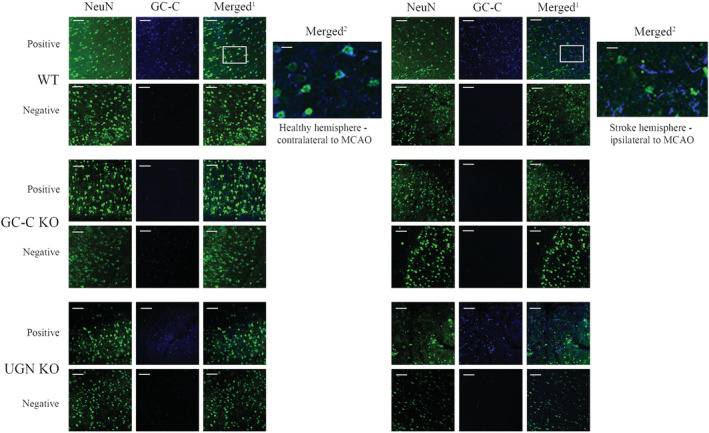 NeuN GC-C Merged¹ NeuN GC-C Merged¹
Merged² Merged²
Positive
WT
Negative
Healthy hemisphere -
contralateral to MCAO
Stroke hemisphere -
ipsilateral to MCAO
Positive
GC-C KO
Negative
Positive
UGN KO
Negative